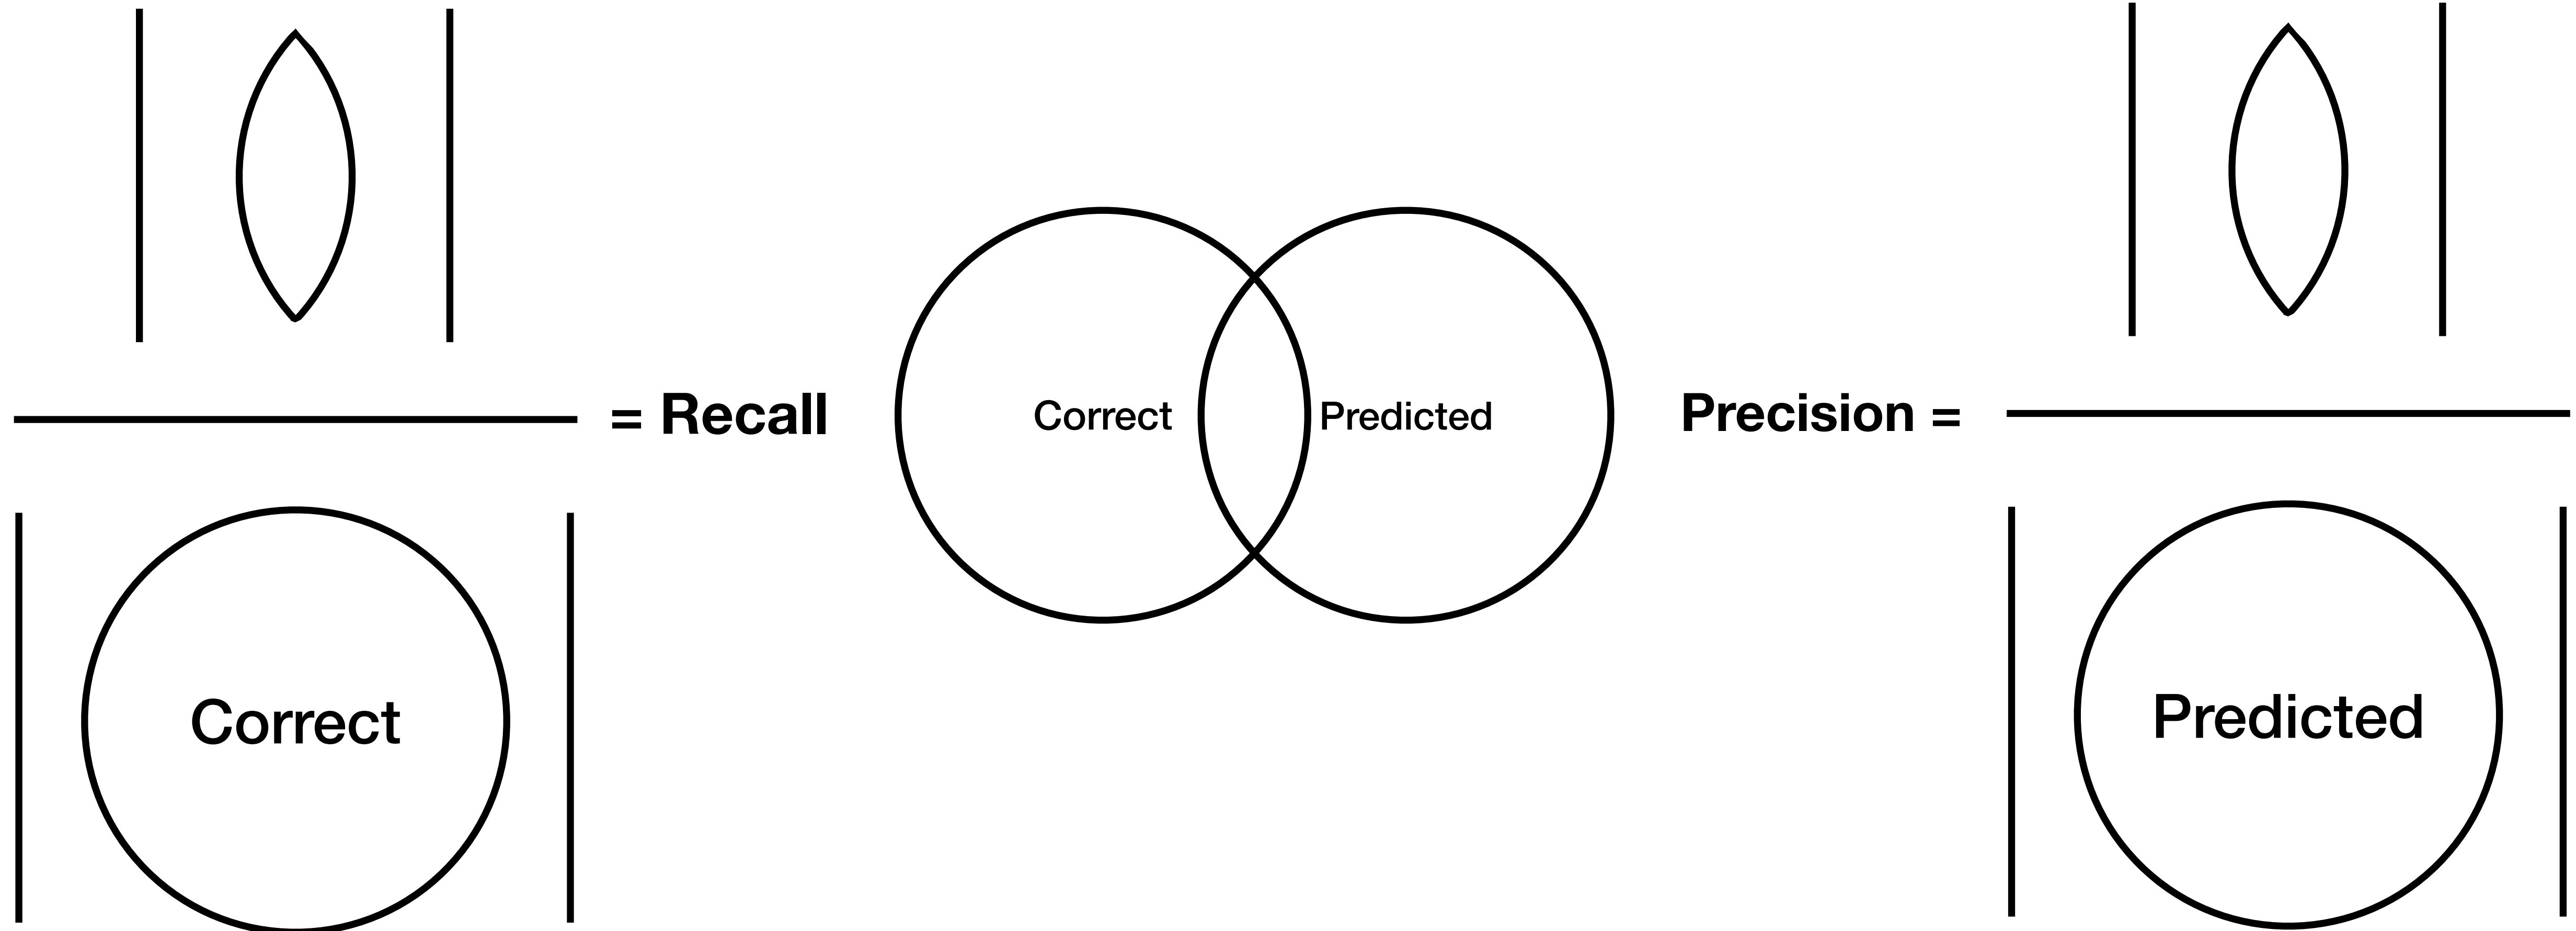 = Recall
Correct
Predicted
Precision =
Correct
Predicted